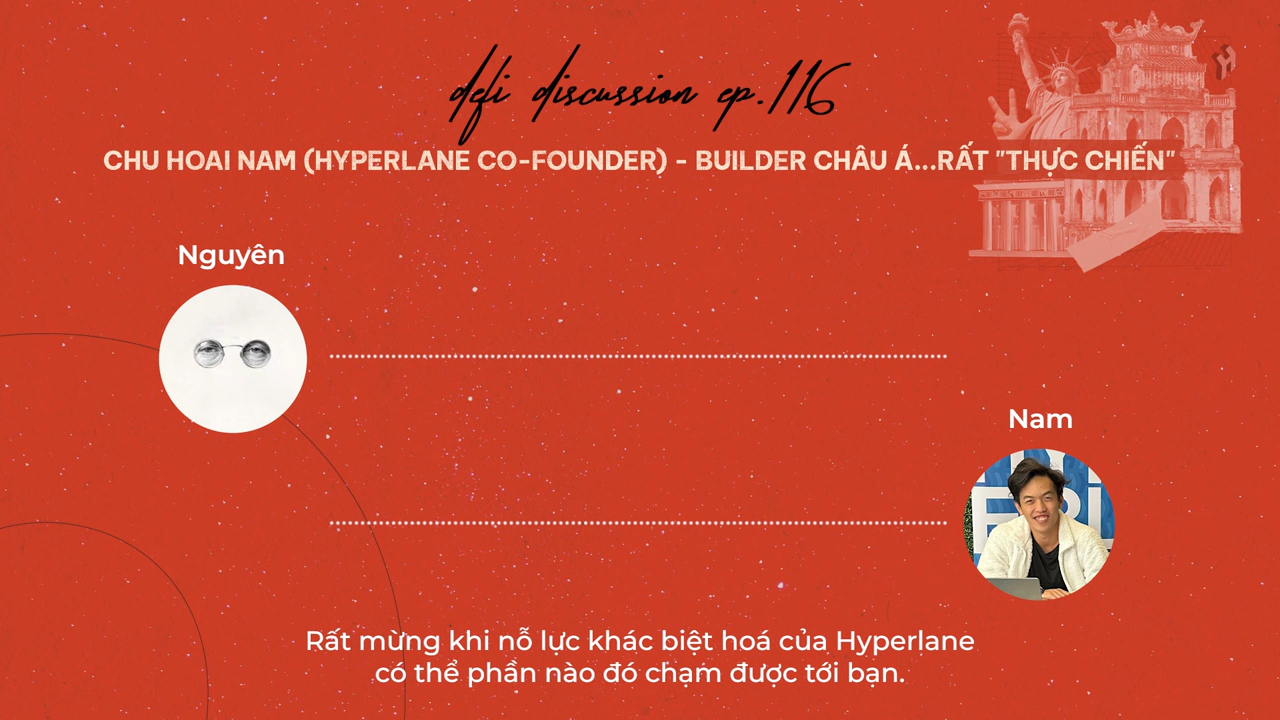 defi discussion ep.116
CHU HOAI NAM (HYPERLANE CO-FOUNDER) - BUILDER CHÂU Á...RẤT "THỰC CHIẾN"
Nguyên
Nam
Rất mừng khi nỗ lực khác biệt hoá của Hyperlane
có thể phần nào đó chạm được tới bạn.